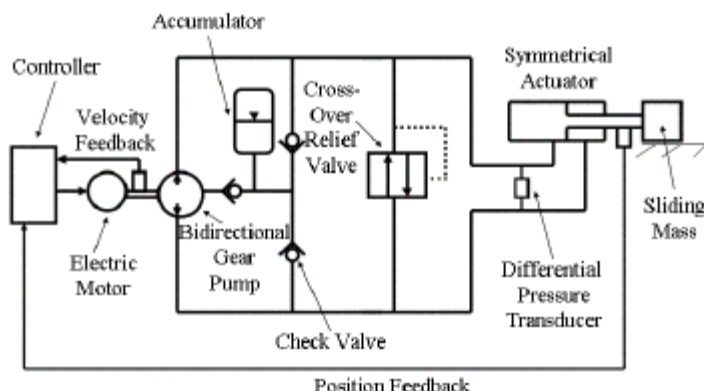 Accumulator
Controller
Velocity
Feedback
Cross-
Over
Relief
Valve
Symmetrical
Actuator
Bidirectional
Gear
Pump
Electric
Motor
Sliding
Mass
Differential
Pressure
Transducer
Check Valve
Position Feedback